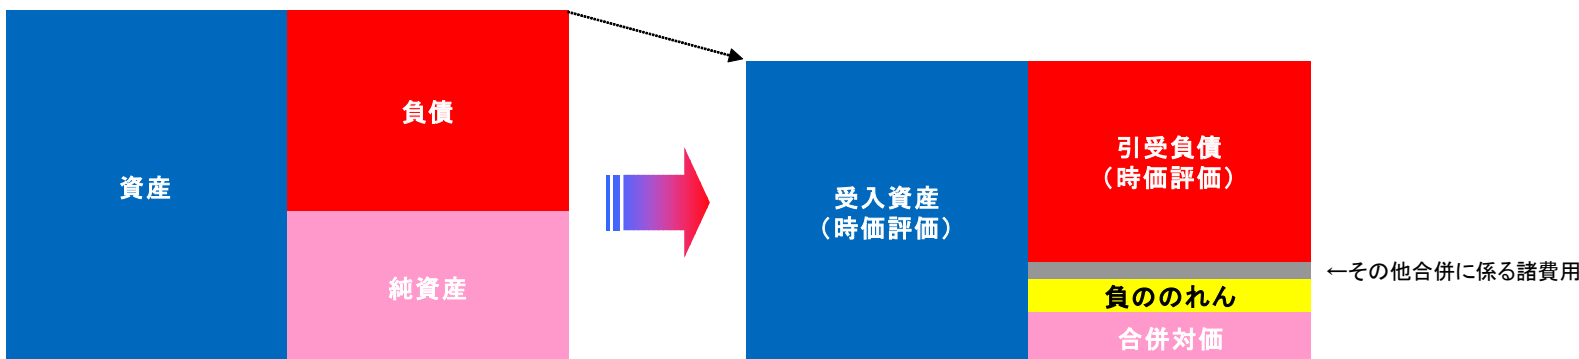 資産
負債
純資産
受入資産
（時価評価）
引受負債
（時価評価）
←その他合併に係る諸費用
負ののれん
合併対価